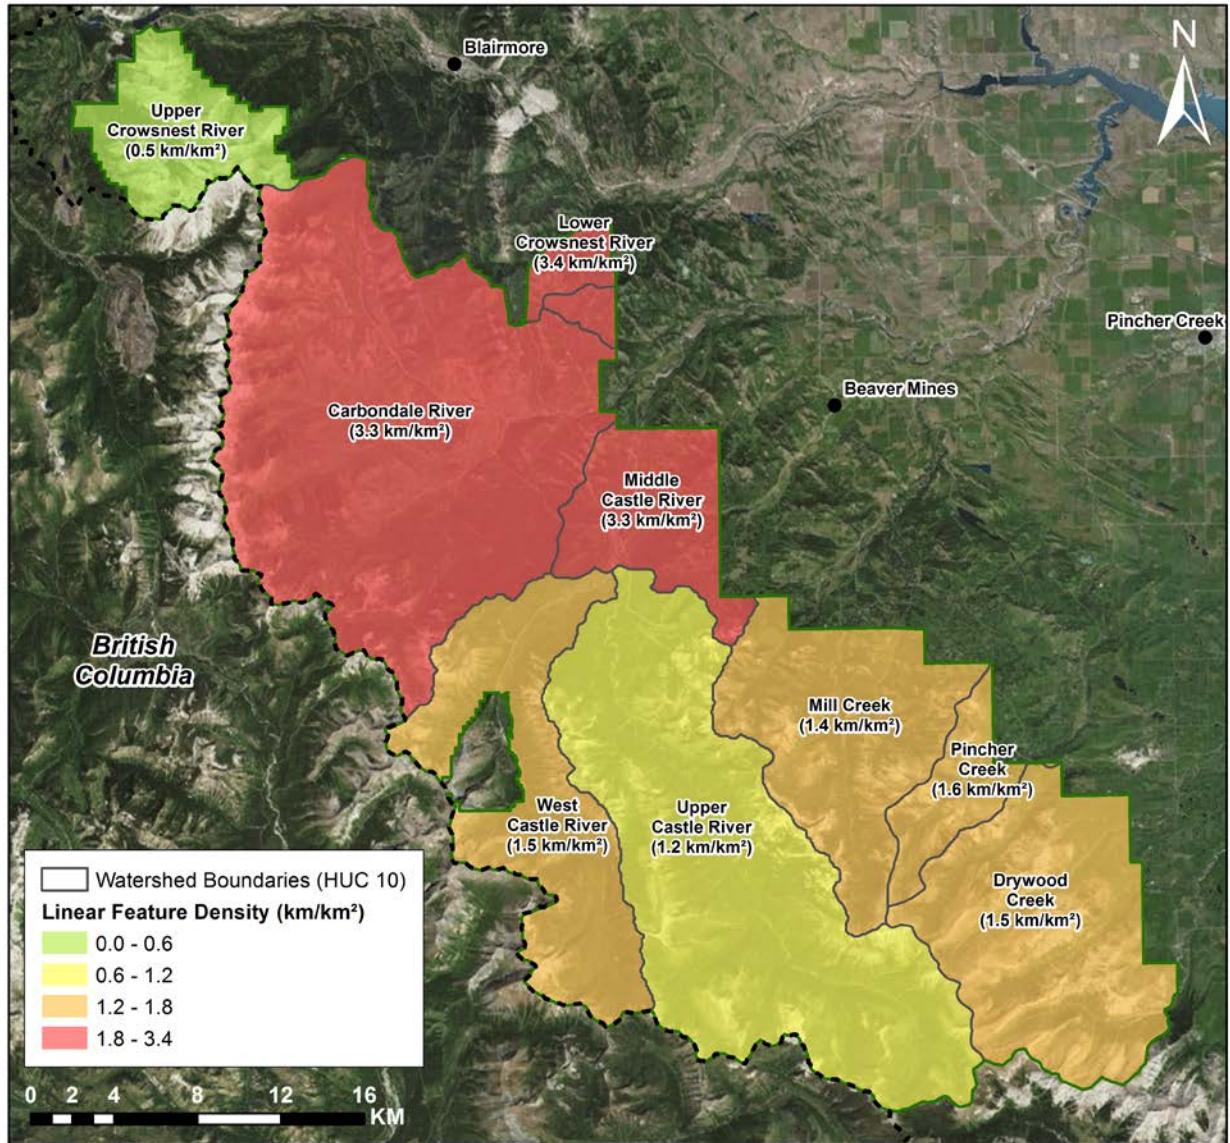 N
Blairmore
Upper
Crowsnest River
(0.5 km/km²)
Lower
Crowsnest River
(3.4 km/km²)
Pincher Creek
Beaver Mines
Carbondale River
(3.3 km/km²)
Middle
Castle River
(3.3 km/km²)
British
Columbia
Mill Creek
(1.4 km/km²)
Pincher
Creek
(1.6 km/km²)
West
Castle River
(1.5 km/km²)
Upper
Castle River
(1.2 km/km²)
Drywood
Creek
(1.5 km/km²)
Watershed Boundaries (HUC 10)
Linear Feature Density (km/km²)
0.0 - 0.6
0.6 - 1.2
1.2 - 1.8
1.8 - 3.4
0 2 4 8 12 16
KM